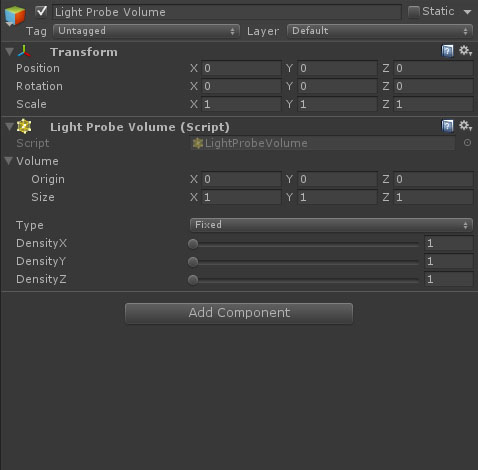 Light Probe Volume Static
Tag Untagged Layer Default
Transform
Position X 0 Y 0 Z 0
Rotation X 0 Y 0 Z 0
Scale X 1 Y 1 Z 1
Light Probe Volume (Script)
Script LightProbeVolume
Volume
Origin X 0 Y 0 Z 0
Size X 1 Y 1 Z 1
Type Fixed
DensityX 1
DensityY 1
DensityZ 1
Add Component